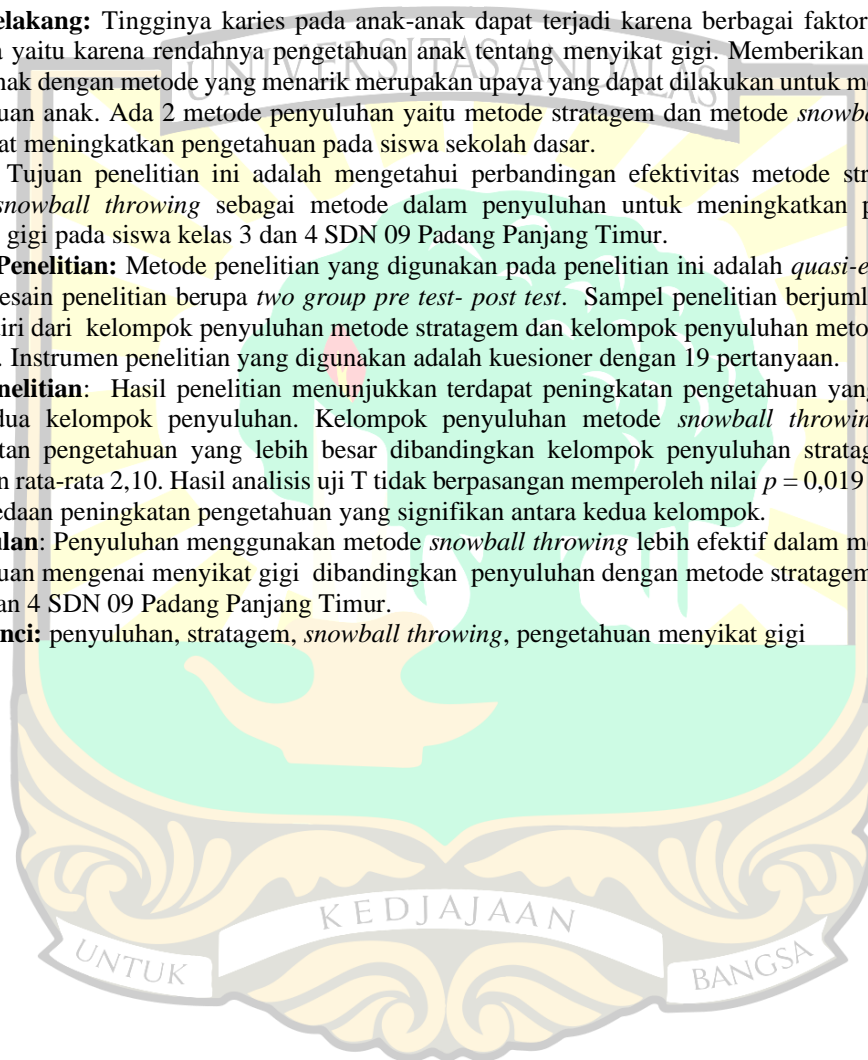 elakang: Tingginya karies pada anak-anak dapat terjadi karena berbagai faktor
yaitu karena rendahnya pengetahuan anak tentang menyikat gigi. Memberikan
nak dengan metode yang menarik merupakan upaya yang dapat dilakukan untuk me
uan anak. Ada 2 metode penyuluhan yaitu metode stratagem dan metode snowba
at meningkatkan pengetahuan pada siswa sekolah dasar.
Tujuan penelitian ini adalah mengetahui perbandingan efektivitas metode str
snowball throwing sebagai metode dalam penyuluhan untuk meningkatkan p
gigi pada siswa kelas 3 dan 4 SDN 09 Padang Panjang Timur.
Penelitian: Metode penelitian yang digunakan pada penelitian ini adalah quasi-e
esain penelitian berupa two group pre test- post test. Sampel penelitian berjuml
iri dari kelompok penyuluhan metode stratagem dan kelompok penyuluhan meto
. Instrumen penelitian yang digunakan adalah kuesioner dengan 19 pertanyaan.
nelitian: Hasil penelitian menunjukkan terdapat peningkatan pengetahuan yang
dua kelompok penyuluhan. Kelompok penyuluhan metode snowball throwin
tan pengetahuan yang lebih besar dibandingkan kelompok penyuluhan stratag
n rata-rata 2,10. Hasil analisis uji T tidak berpasangan memperoleh nilai p = 0,019
edaan peningkatan pengetahuan yang signifikan antara kedua kelompok.
ulan: Penyuluhan menggunakan metode snowball throwing lebih efektif dalam me
uan mengenai menyikat gigi dibandingkan penyuluhan dengan metode stratagem
an 4 SDN 09 Padang Panjang Timur.
nci: penyuluhan, stratagem, snowball throwing, pengetahuan menyikat gigi
UNIVERSITAS ANDALAS
KEDJAJAAN
UNTUK
BANGSA